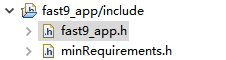 fast9_app/include
.h fast9_app.h
.h minRequirements.h